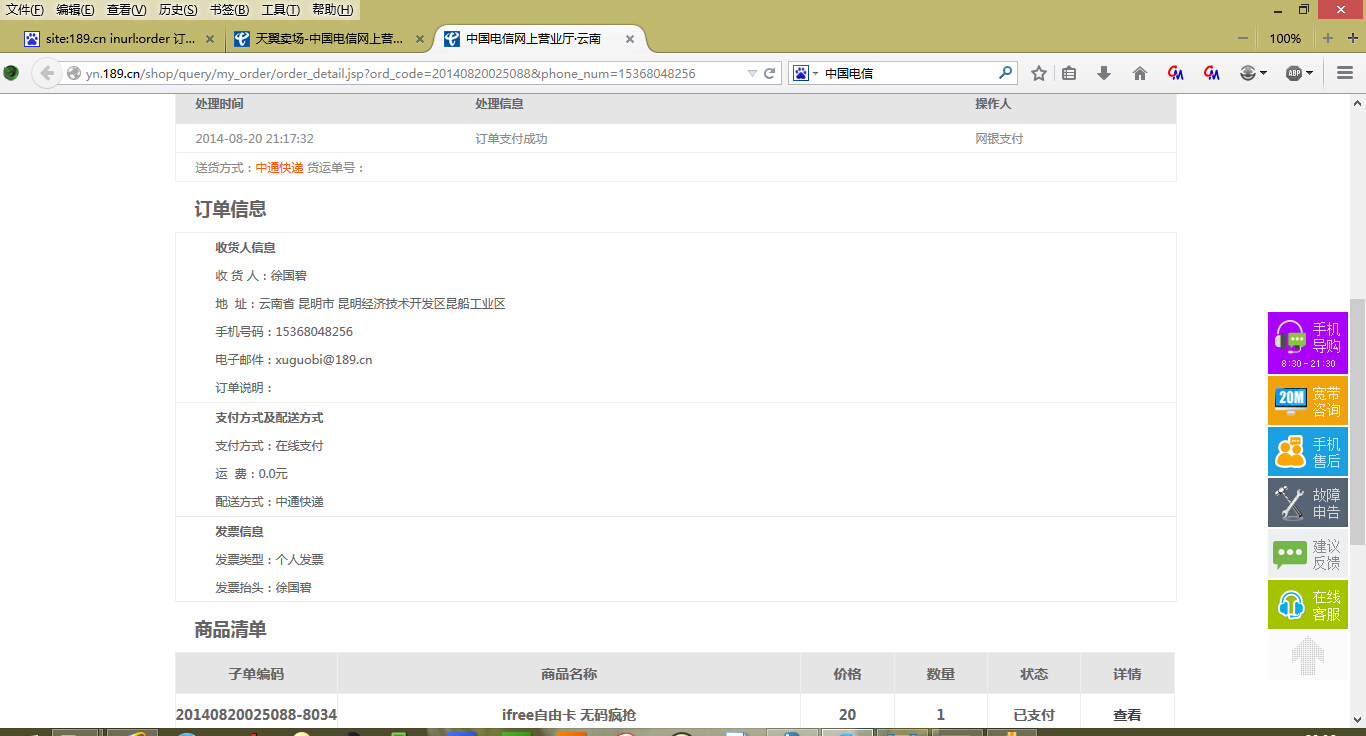 文件(F) 编辑(E) 查看(V) 历史(S) 书签(B) 工具(T) 帮助(H)
site:189.cn inurl:order 订... 天翼卖场-中国电信网上营... 中国电信网上营业厅·云南 100%
yn.189.cn/shop/query/my_order/order_detail.jsp?ord_code=20140820025088&phone_num=15368048256 中国电信 ABP
处理时间 处理信息 操作人
2014-08-20 21:17:32 订单支付成功 网银支付
送货方式：中通快递 货运单号：
订单信息
收货人信息
收 货 人：徐国碧
地 址：云南省 昆明市 昆明经济技术开发区昆船工业区
手机号码：15368048256
电子邮件：xuguobi@189.cn
订单说明：
支付方式及配送方式
支付方式：在线支付
运 费：0.0元
配送方式：中通快递
发票信息
发票类型：个人发票
发票抬头：徐国碧
商品清单
子单编码 商品名称 价格 数量 状态 详情
20140820025088-8034 ifree自由卡 无码疯抢 20 1 已支付 查看
手机
导购
8:30-21:30
20M 宽带
咨询
手机
售后
故障
申告
建议
反馈
在线
客服